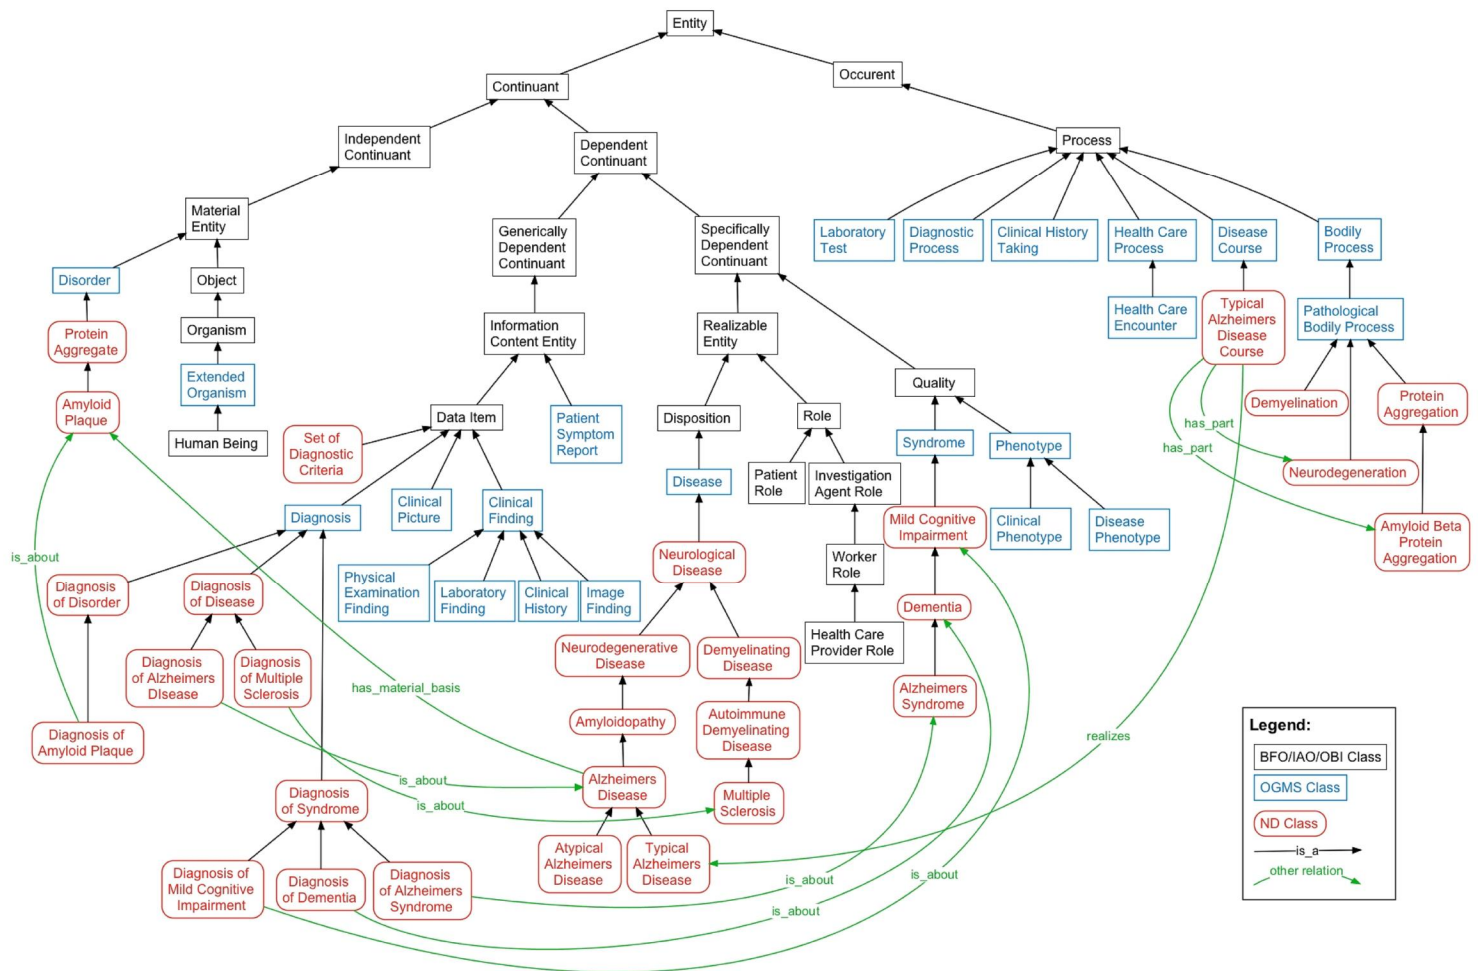 Entity
Occurent
Continuant
Independent
Continuant
Dependent
Continuant
Process
Material
Entity
Generically
Dependent
Continuant
Specifically
Dependent
Continuant
Laboratory
Test
Diagnostic
Process
Clinical History
Taking
Health Care
Process
Disease
Course
Bodily
Process
Disorder
Object
Health Care
Encounter
Typical
Alzheimers
Disease
Course
Pathological
Bodily Process
Protein
Aggregate
Organism
Information
Content Entity
Realizable
Entity
Extended
Organism
Quality
Amyloid
Plaque
Demyelination
Protein
Aggregation
Human Being
Set of
Diagnostic
Criteria
Data Item
Patient
Symptom
Report
Disposition
Role
Syndrome
Phenotype
has_part
has_part
Neurodegeneration
Disease
Patient
Role
Investigation
Agent Role
Diagnosis
Clinical
Picture
Clinical
Finding
Mild Cognitive
Impairment
Clinical
Phenotype
Disease
Phenotype
Amyloid Beta
Protein
Aggregation
is_about
Neurological
Disease
Worker
Role
Diagnosis
of Disorder
Diagnosis
of Disease
Physical
Examination
Finding
Laboratory
Finding
Clinical
History
Image
Finding
Dementia
Health Care
Provider Role
Neurodegenerative
Disease
Demyelinating
Disease
Diagnosis
of Alzheimers
DIsease
Diagnosis
of Multiple
Sclerosis
has_material_basis
Alzheimers
Syndrome
Amyloidopathy
Autoimmune
Demyelinating
Disease
Diagnosis of
Amyloid Plaque
realizes
is_about
is_about
Alzheimers
Disease
Multiple
Sclerosis
Diagnosis
of Syndrome
Atypical
Alzheimers
Disease
Typical
Alzheimers
Disease
Diagnosis of
Mild Cognitive
Impairment
Diagnosis
of Dementia
Diagnosis
of Alzheimers
Syndrome
is_about
is_about
is_about
Legend:
BFO/IAO/OBI Class
OGMS Class
ND Class
is_a
other relation